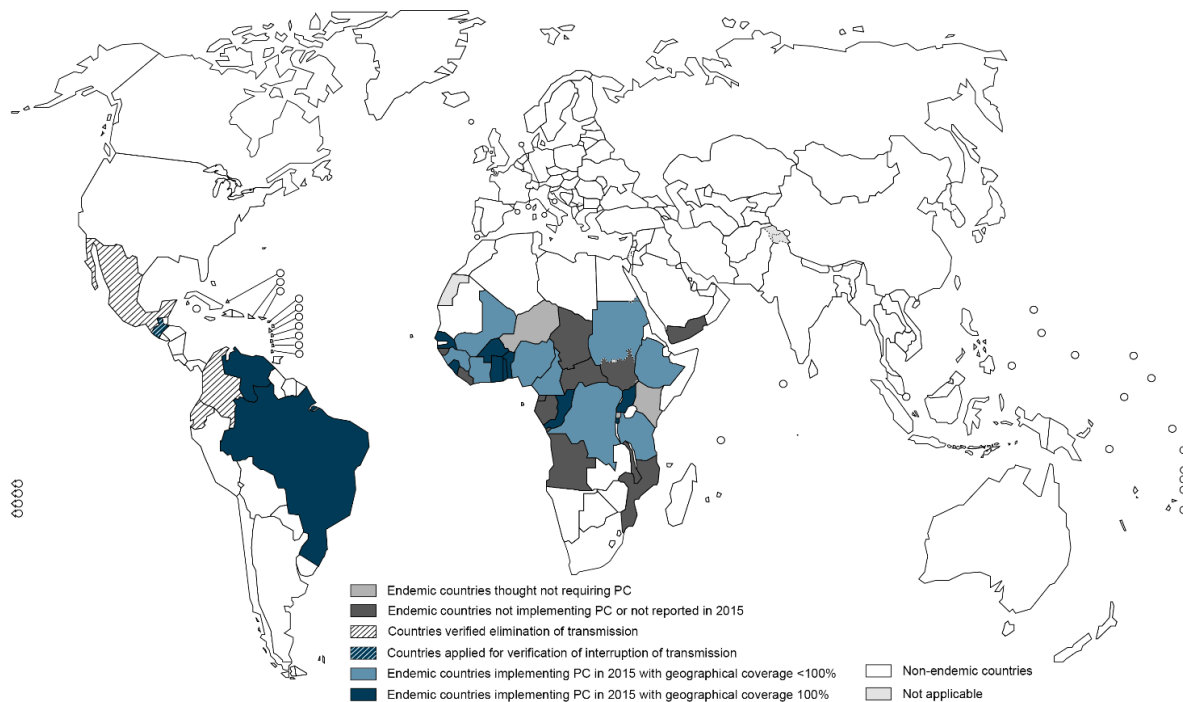 Endemic countries thought not requiring PC
Endemic countries not implementing PC or not reported in 2015
Countries verified elimination of transmission
Countries applied for verification of interruption of transmission
Endemic countries implementing PC in 2015 with geographical coverage <100%
Endemic countries implementing PC in 2015 with geographical coverage 100%
Non-endemic countries
Not applicable